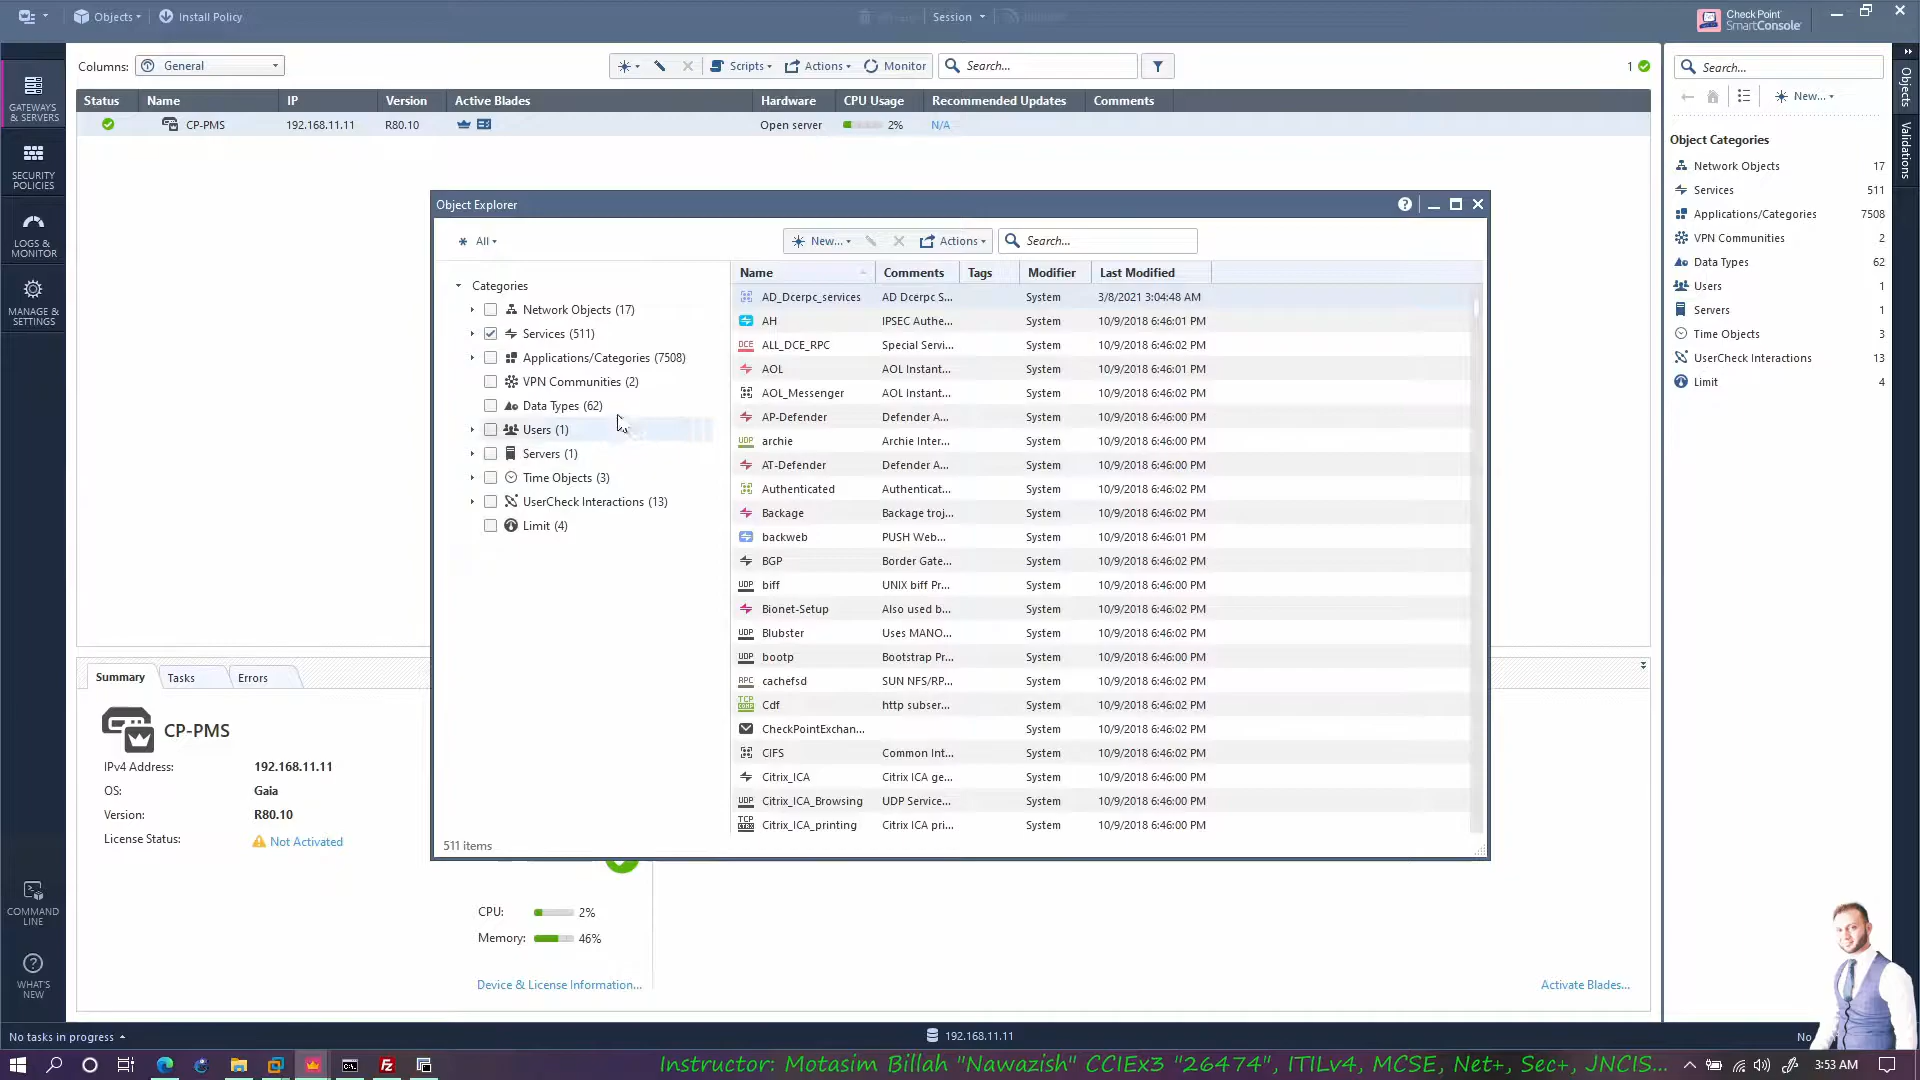 Objects
Install Policy
Session
Check Point
SmartConsole
GATEWAYS
& SERVERS
SECURITY
POLICIES
LOGS &
MONITOR
MANAGE &
SETTINGS
COMMAND
LINE
WHAT'S
NEW
Columns: General
Scripts Actions Monitor Search...
1
Status Name IP Version Active Blades Hardware CPU Usage Recommended Updates Comments
CP-PMS 192.168.11.11 R80.10 Open server 2% N/A
Object Explorer
All New... Actions Search...
Categories
Network Objects (17)
Services (511)
Applications/Categories (7508)
VPN Communities (2)
Data Types (62)
Users (1)
Servers (1)
Time Objects (3)
UserCheck Interactions (13)
Limit (4)
Name Comments Tags Modifier Last Modified
AD_Dcerpc_services AD Dcerpc S... System 3/8/2021 3:04:48 AM
AH IPSEC Authe... System 10/9/2018 6:46:01 PM
DCE ALL_DCE_RPC Special Servi... System 10/9/2018 6:46:02 PM
AOL AOL Instant... System 10/9/2018 6:46:01 PM
AOL_Messenger AOL Instant... System 10/9/2018 6:46:02 PM
AP-Defender Defender A... System 10/9/2018 6:46:00 PM
UDP archie Archie Inter... System 10/9/2018 6:46:02 PM
AT-Defender Defender A... System 10/9/2018 6:46:00 PM
Authenticated Authenticat... System 10/9/2018 6:46:02 PM
Backage Backage troj... System 10/9/2018 6:46:02 PM
backweb PUSH Web... System 10/9/2018 6:46:01 PM
BGP Border Gate... System 10/9/2018 6:46:02 PM
UDP biff UNIX biff Pr... System 10/9/2018 6:46:00 PM
Bionet-Setup Also used b... System 10/9/2018 6:46:02 PM
UDP Blubster Uses MANO... System 10/9/2018 6:46:02 PM
UDP bootp Bootstrap Pr... System 10/9/2018 6:46:00 PM
RPC cachefsd SUN NFS/RP... System 10/9/2018 6:46:02 PM
TCP Cdf http subser... System 10/9/2018 6:46:02 PM
CheckPointExchan... System 10/9/2018 6:46:02 PM
CIFS Common Int... System 10/9/2018 6:46:02 PM
Citrix_ICA Citrix ICA ge... System 10/9/2018 6:46:00 PM
UDP Citrix_ICA_Browsing UDP Service... System 10/9/2018 6:46:00 PM
TCP Citrix_ICA_printing Citrix ICA pri... System 10/9/2018 6:46:00 PM
511 items
Summary Tasks Errors
CP-PMS
IPv4 Address: 192.168.11.11
OS: Gaia
Version: R80.10
License Status: Not Activated
CPU: 2%
Memory: 46%
Device & License Information...
Activate Blades...
Search...
New...
Object Categories
Network Objects 17
Services 511
Applications/Categories 7508
VPN Communities 2
Data Types 62
Users 1
Servers 1
Time Objects 3
UserCheck Interactions 13
Limit 4
Objects
Validations
No tasks in progress
192.168.11.11
No
Instructor: Motasim Billah "Nawazish" CCIEx3 "26474", ITILv4, MCSE, Net+, Sec+, JNCIS...
3:53 AM